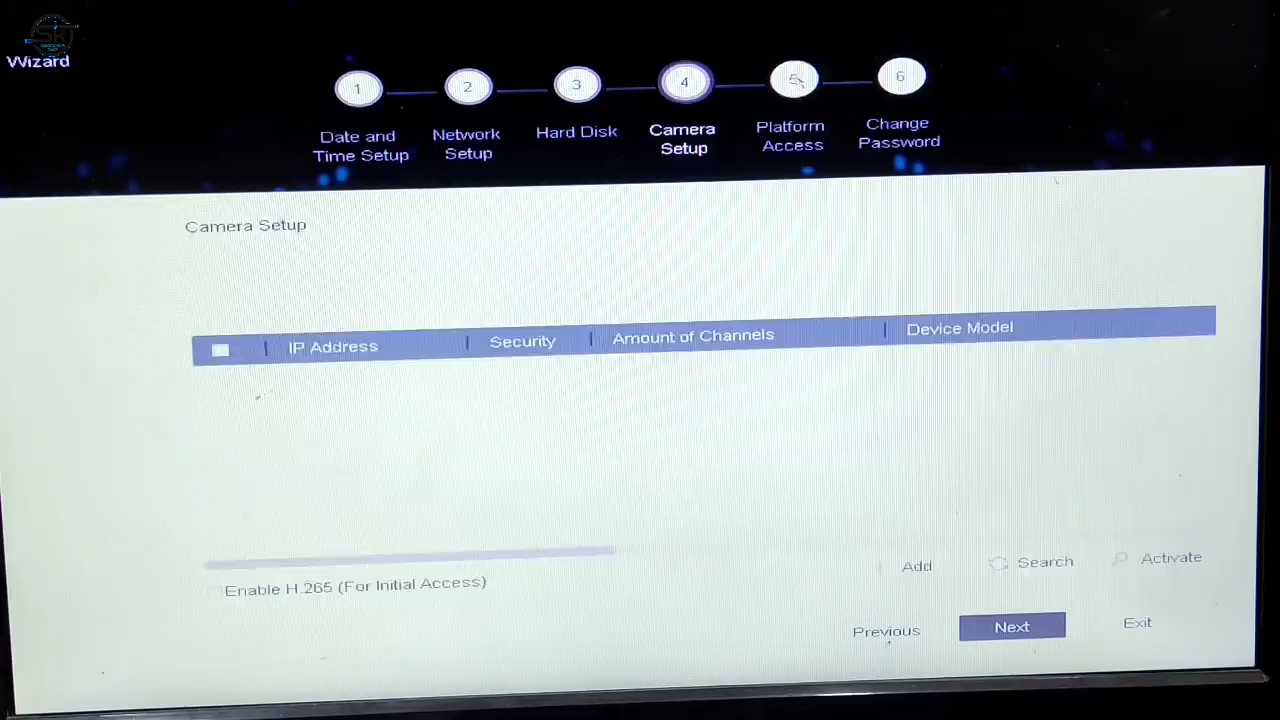 SKT
Wizard
1
2
3
4
5
6
Date and
Time Setup
Network
Setup
Hard Disk
Camera
Setup
Platform
Access
Change
Password
Camera Setup
IP Address
Security
Amount of Channels
Device Model
Enable H.265 (For Initial Access)
Add
Search
Activate
Previous
Next
Exit